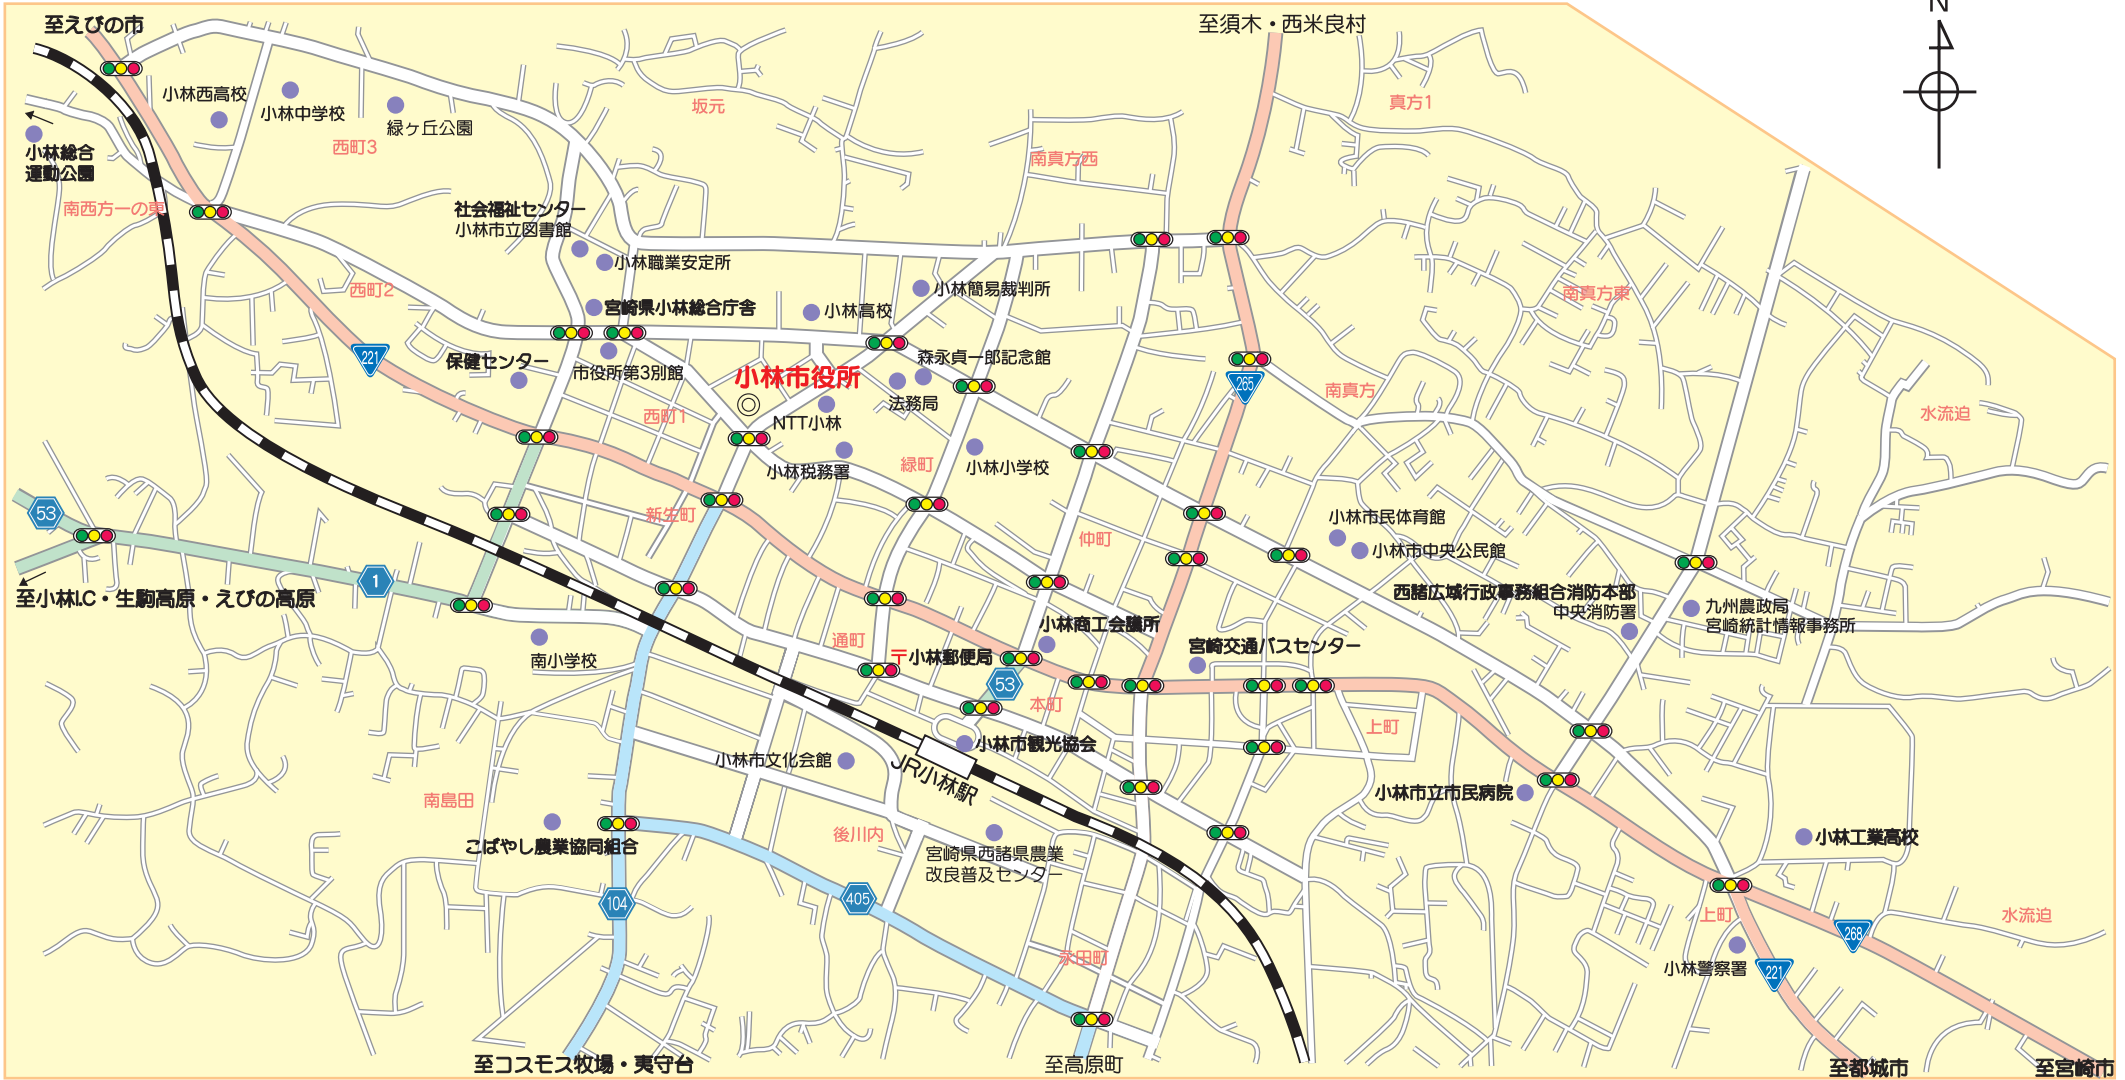 至えびの市
至須木・西米良村
N
小林西高校
小林中学校
緑ヶ丘公園
坂元
真方1
小林総合
運動公園
西町3
南真方西
南西方一の東
社会福祉センター
小林市立図書館
小林職業安定所
西町2
小林簡易裁判所
南真方東
宮崎県小林総合庁舎
小林高校
221
保健センター
市役所第3別館
小林市役所
森永貞一郎記念館
265
南真方
法務局
西町1
NTT小林
水流迫
小林税務署
緑町
小林小学校
53
新生町
小林市民体育館
仲町
小林市中央公民館
1
至小林I.C・生駒高原・えびの高原
西諸広域行政事務組合消防本部
中央消防署
九州農政局
宮崎統計情報事務所
小林商工会議所
通町
宮崎交通バスセンター
南小学校
〒小林郵便局
53
本町
上町
小林市観光協会
小林市文化会館
JR小林駅
南島田
小林市立市民病院
こばやし農業協同組合
後川内
小林工業高校
宮崎県西諸県農業
改良普及センター
104
405
上町
水流迫
268
永田町
小林警察署
221
至コスモス牧場・夷守台
至高原町
至都城市
至宮崎市